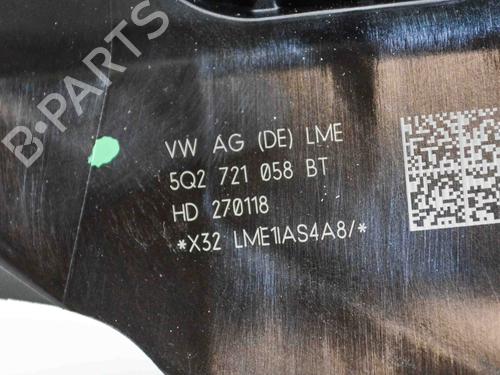 B-PARTS
VW AG (DE) LME
5Q2 721 058 BT
HD 270118
*X32 LME1IAS4A8/*